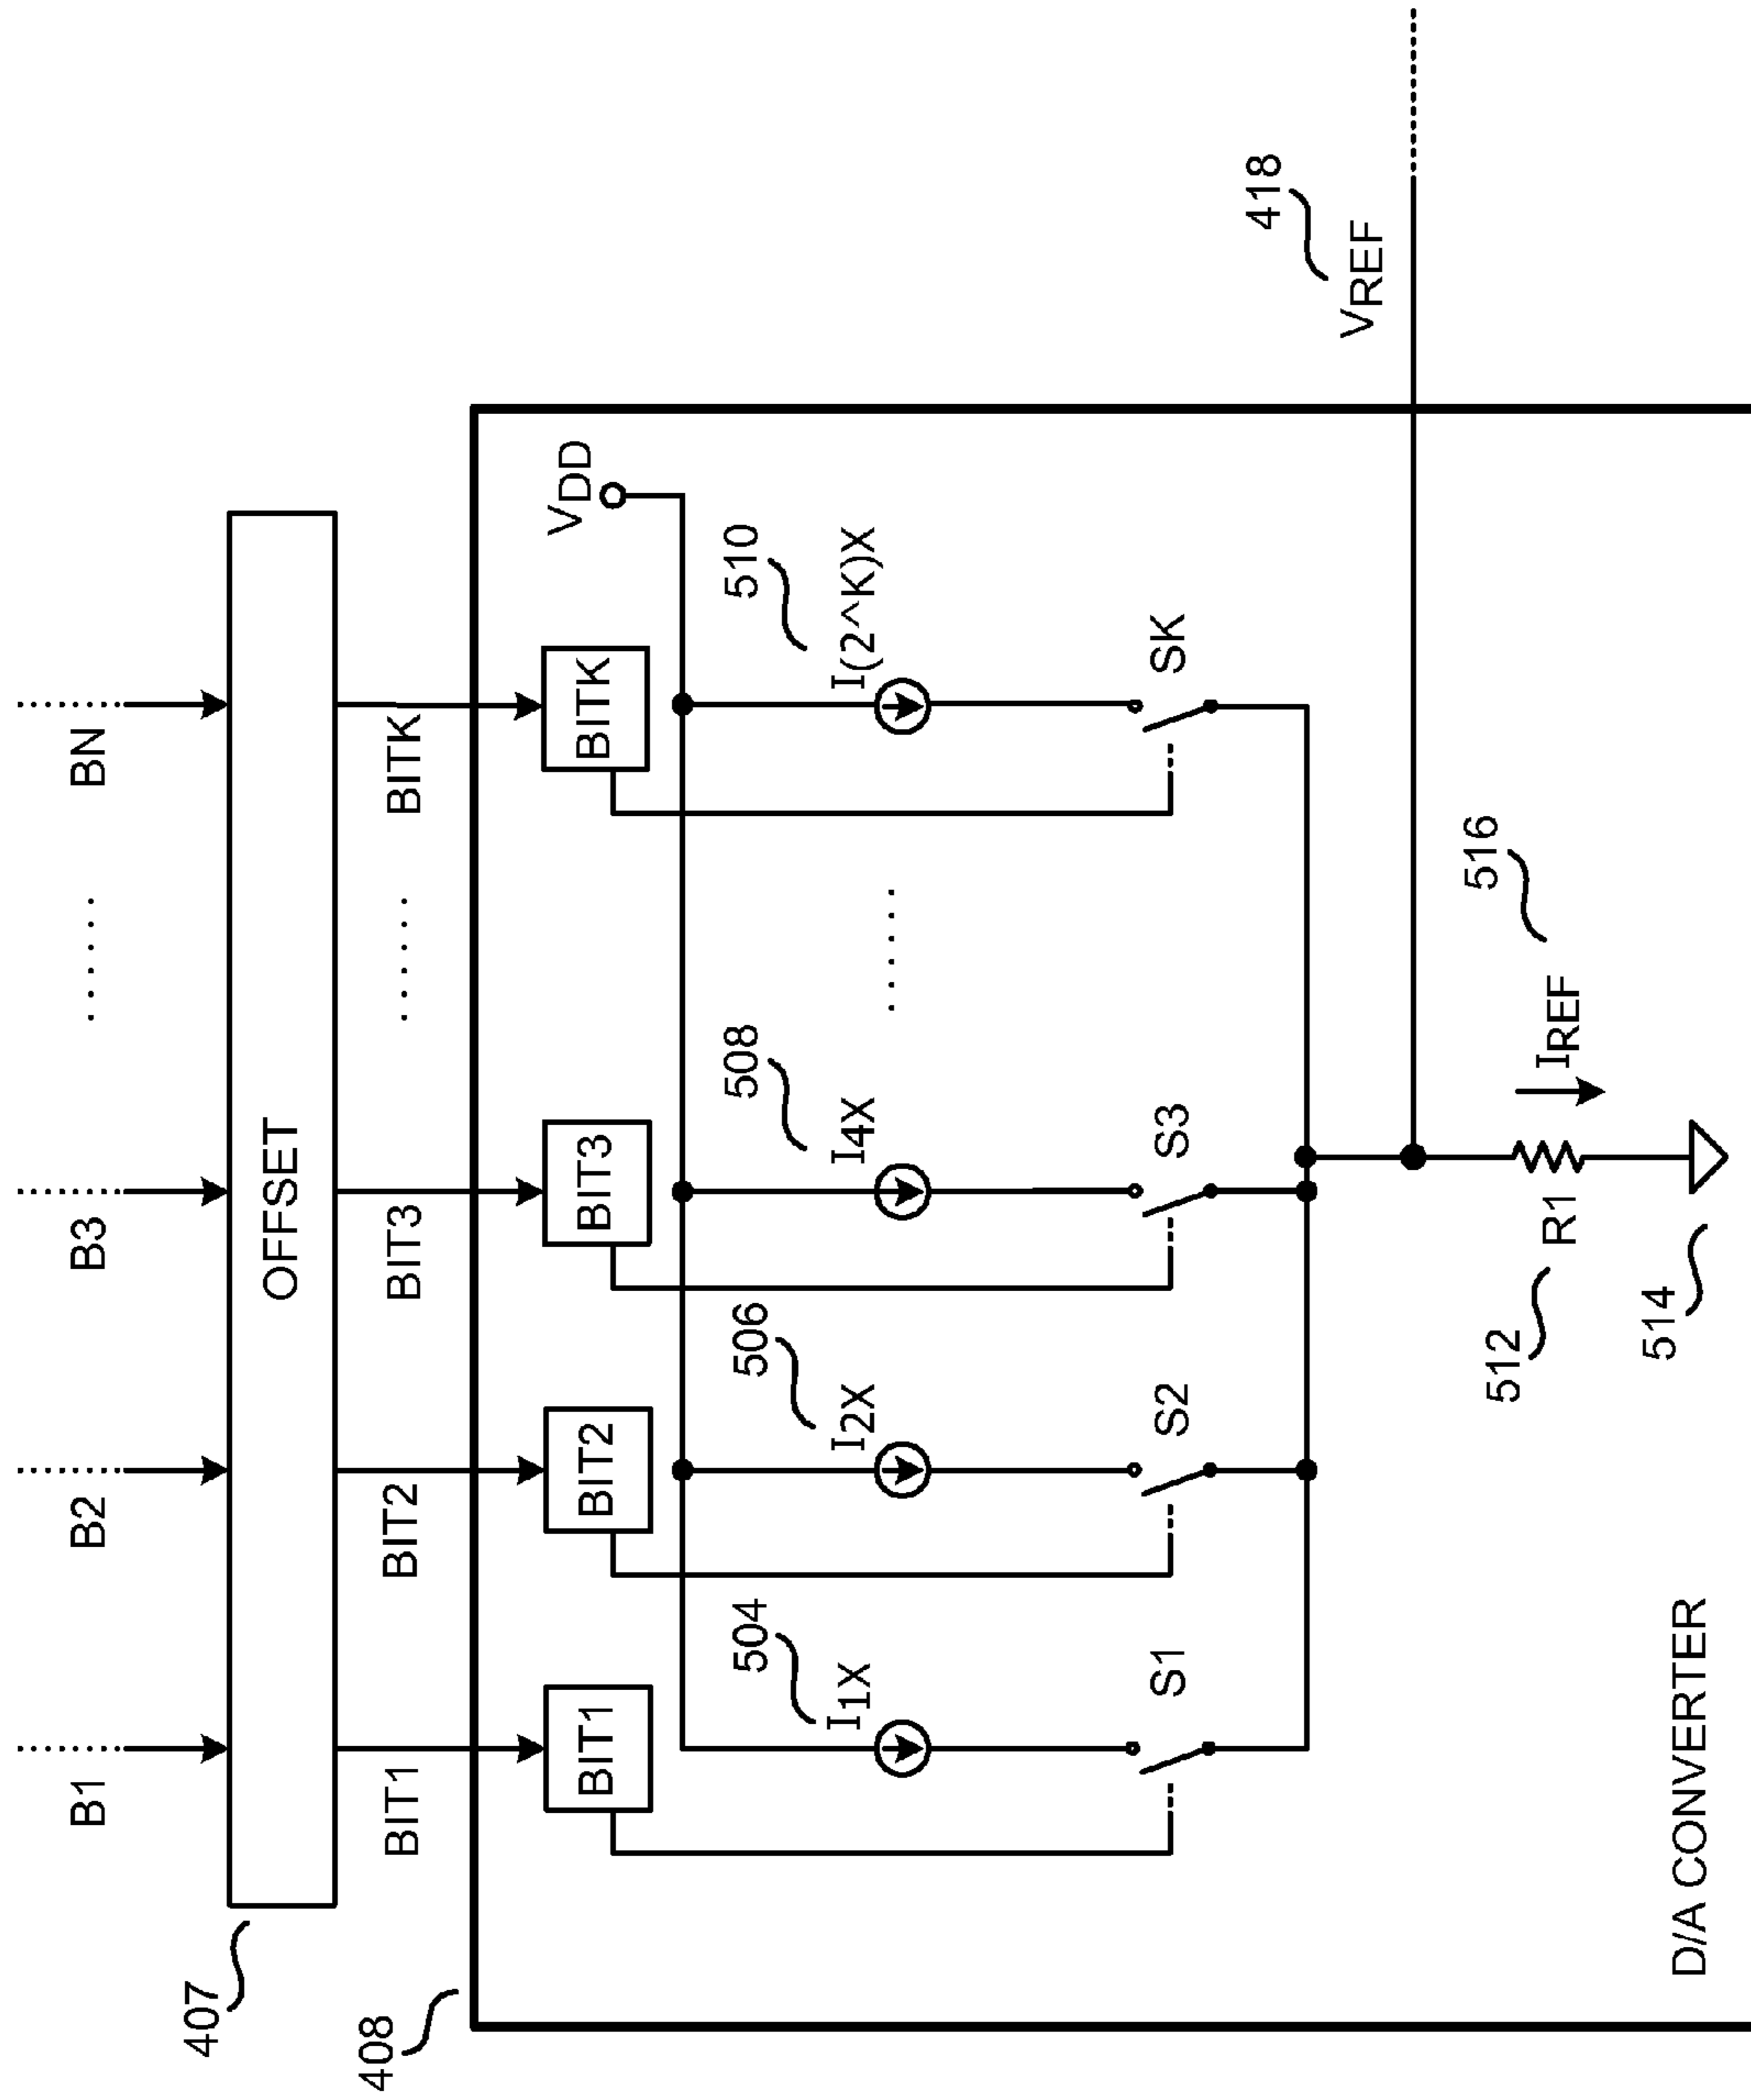 B1 B2 B3 ...... BN
407
OFFSET
BIT1 BIT2 BIT3 ...... BITK
408
BIT1 BIT2 BIT3 BITK
VDD
504 506 508 510
I1X I2X I4X ...... I(2^K)X
S1 S2 S3 SK
418
VREF
516
IREF
512
R1
514
D/A CONVERTER